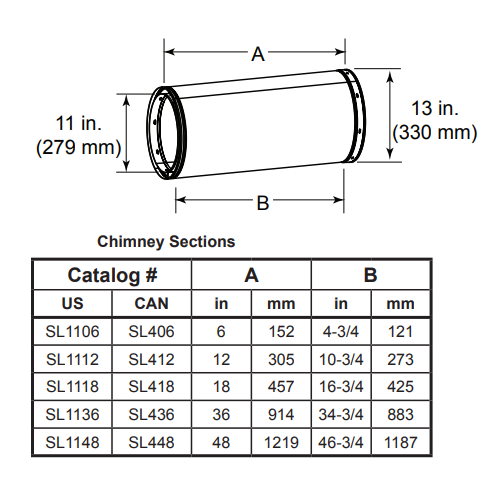 A
11 in.
(279 mm)
13 in.
(330 mm)
B
Chimney Sections
Catalog # A B
US CAN in mm in mm
SL1106 SL406 6 152 4-3/4 121
SL1112 SL412 12 305 10-3/4 273
SL1118 SL418 18 457 16-3/4 425
SL1136 SL436 36 914 34-3/4 883
SL1148 SL448 48 1219 46-3/4 1187